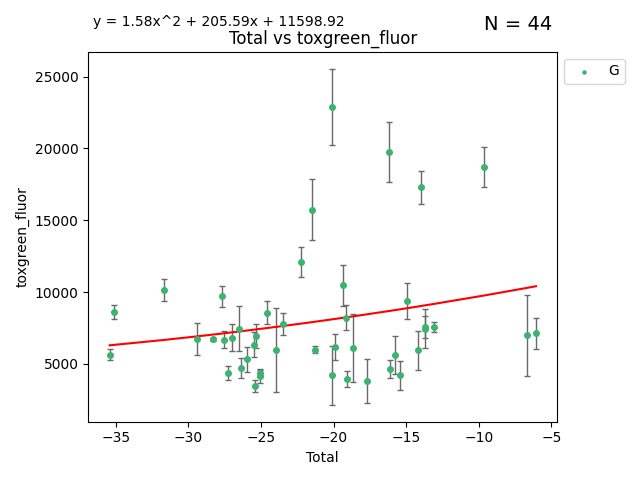 y = 1.58x^2 + 205.59x + 11598.92
N = 44
Total vs toxgreen_fluor
G
toxgreen_fluor
25000
20000
15000
10000
5000
−35
−30
−25
−20
−15
−10
−5
Total